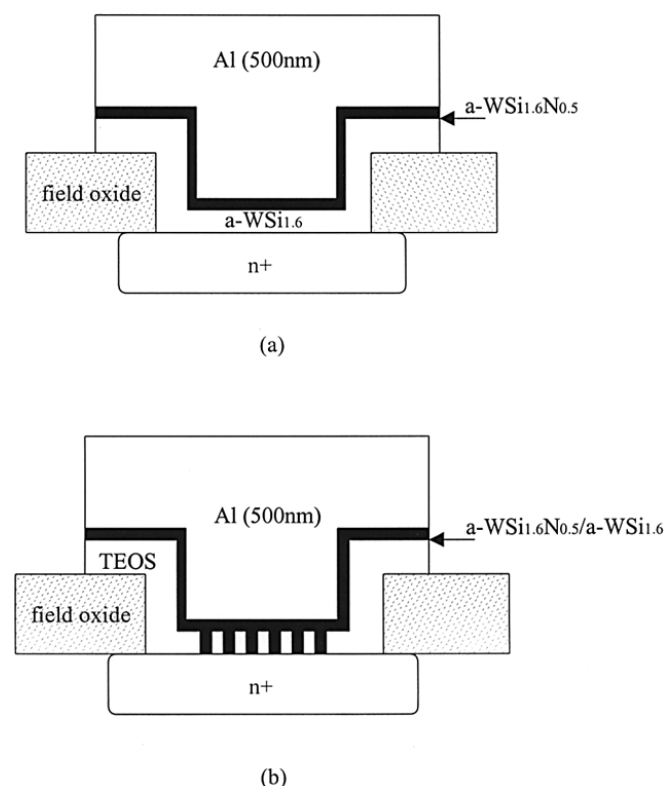 Al (500nm)
a-WSi1.6N0.5
field oxide
a-WSi1.6
n+
(a)
Al (500nm)
a-WSi1.6N0.5/a-WSi1.6
TEOS
field oxide
n+
(b)